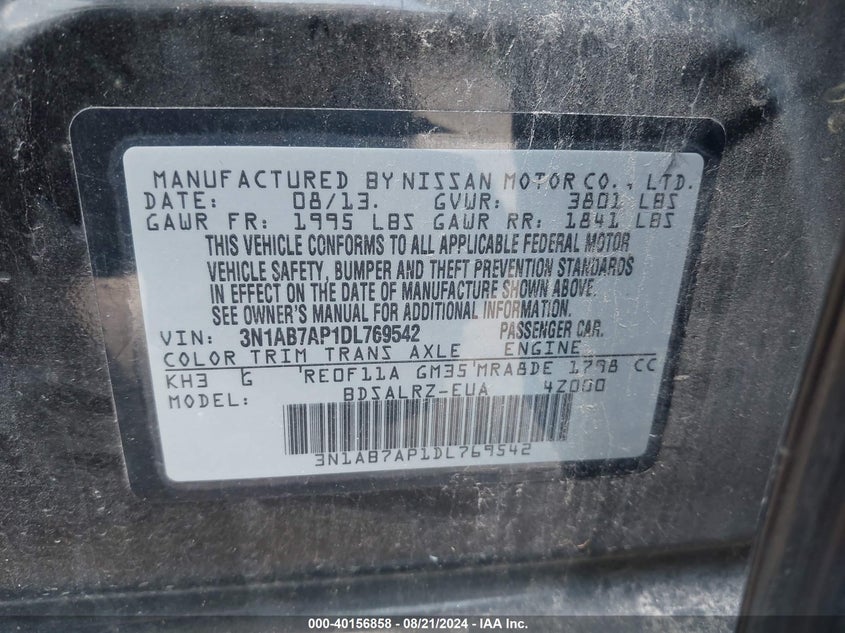 MANUFACTURED BY NISSAN MOTOR CO., LTD.
DATE: 08/13. GVWR: 3801 LBS
GAWR FR: 1995 LBS GAWR RR: 1841 LBS
THIS VEHICLE CONFORMS TO ALL APPLICABLE FEDERAL MOTOR
VEHICLE SAFETY, BUMPER AND THEFT PREVENTION STANDARDS
IN EFFECT ON THE DATE OF MANUFACTURE SHOWN ABOVE.
SEE OWNER'S MANUAL FOR ADDITIONAL INFORMATION.
VIN: 3N1AB7AP1DL769542 PASSENGER CAR.
COLOR TRIM TRANS AXLE ENGINE
KH3 G RE0F11A GM35 MRA8DE 1798 CC
MODEL: BDSALRZ-EUA 4Z000
3N1AB7AP1DL769542
000-40156858 - 08/21/2024 - IAA Inc.